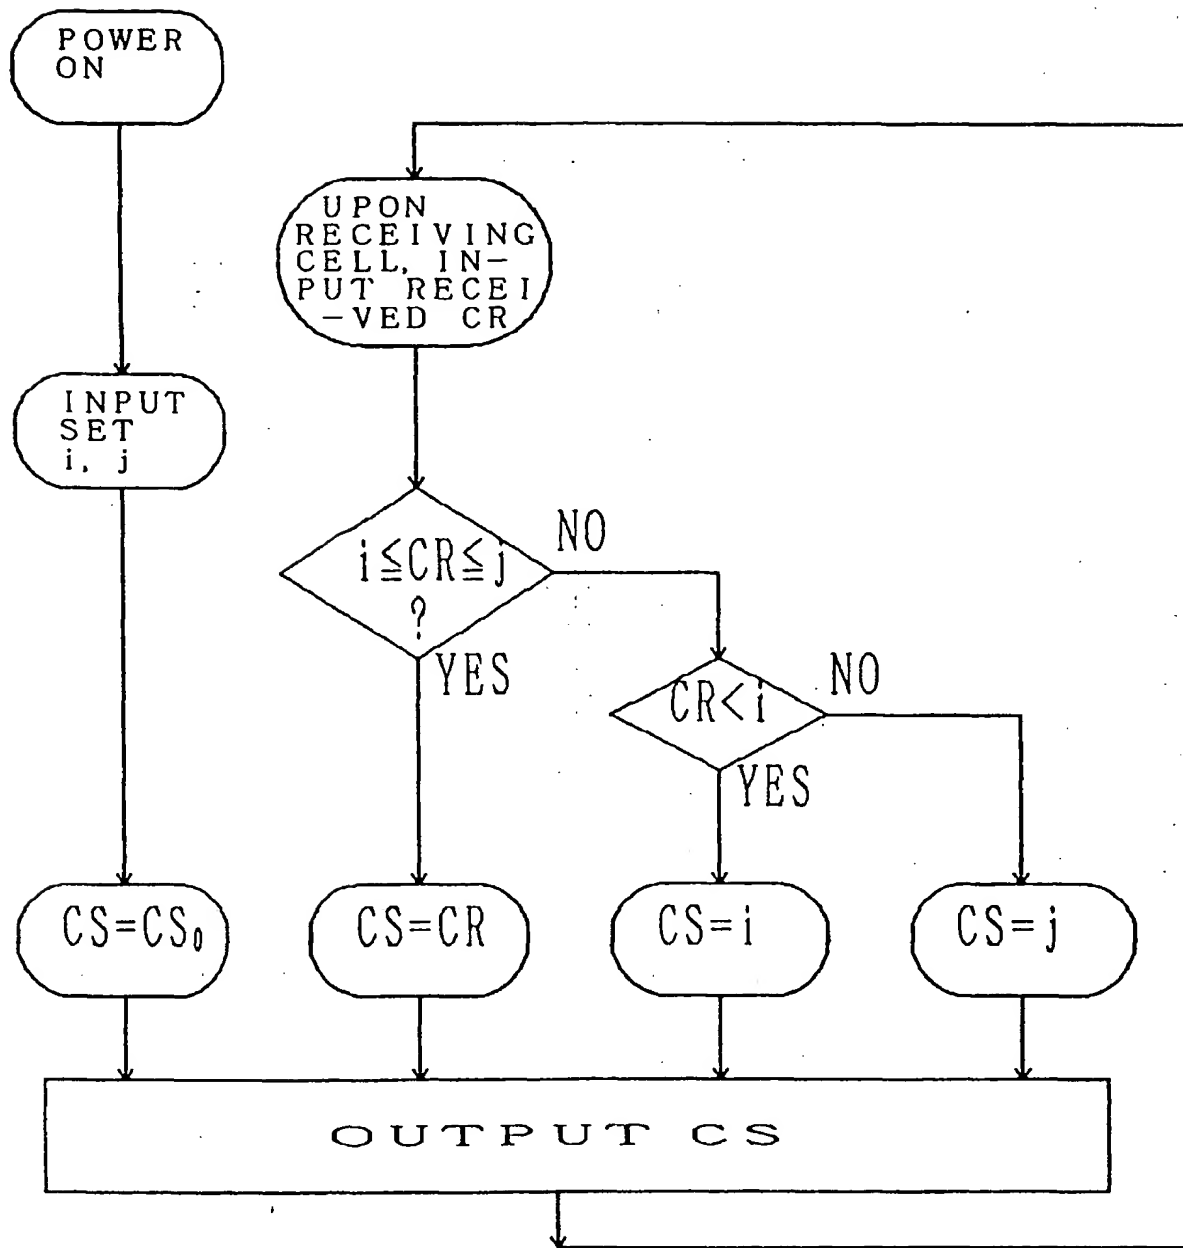 POWER
ON
UPON
RECEIVING
CELL, IN-
PUT RECEI
-VED CR
INPUT
SET
i, j
i≦CR≦j
?
NO
YES
CR<i
NO
YES
CS=CS₀
CS=CR
CS=i
CS=j
OUTPUT CS